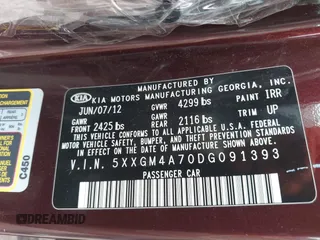 MANUFACTURED BY
KIA KIA MOTORS MANUFACTURING GEORGIA, INC.
JUN/07/12 GVWR 4299 lbs PAINT IRR
GAWR GAWR TRIM UP
FRONT 2425 lbs REAR 2116 lbs
THIS VEHICLE CONFORMS TO ALL APPLICABLE
FEDERAL MOTOR VEHICLE SAFETY, BUMPER,
AND THEFT PREVENTION STANDARDS IN EFFECT
ON THE DATE OF MANUFACTURE SHOWN ABOVE.
V.I.N. 5XXGM4A70DG091393
PASSENGER CAR
C450
© DREAMBID